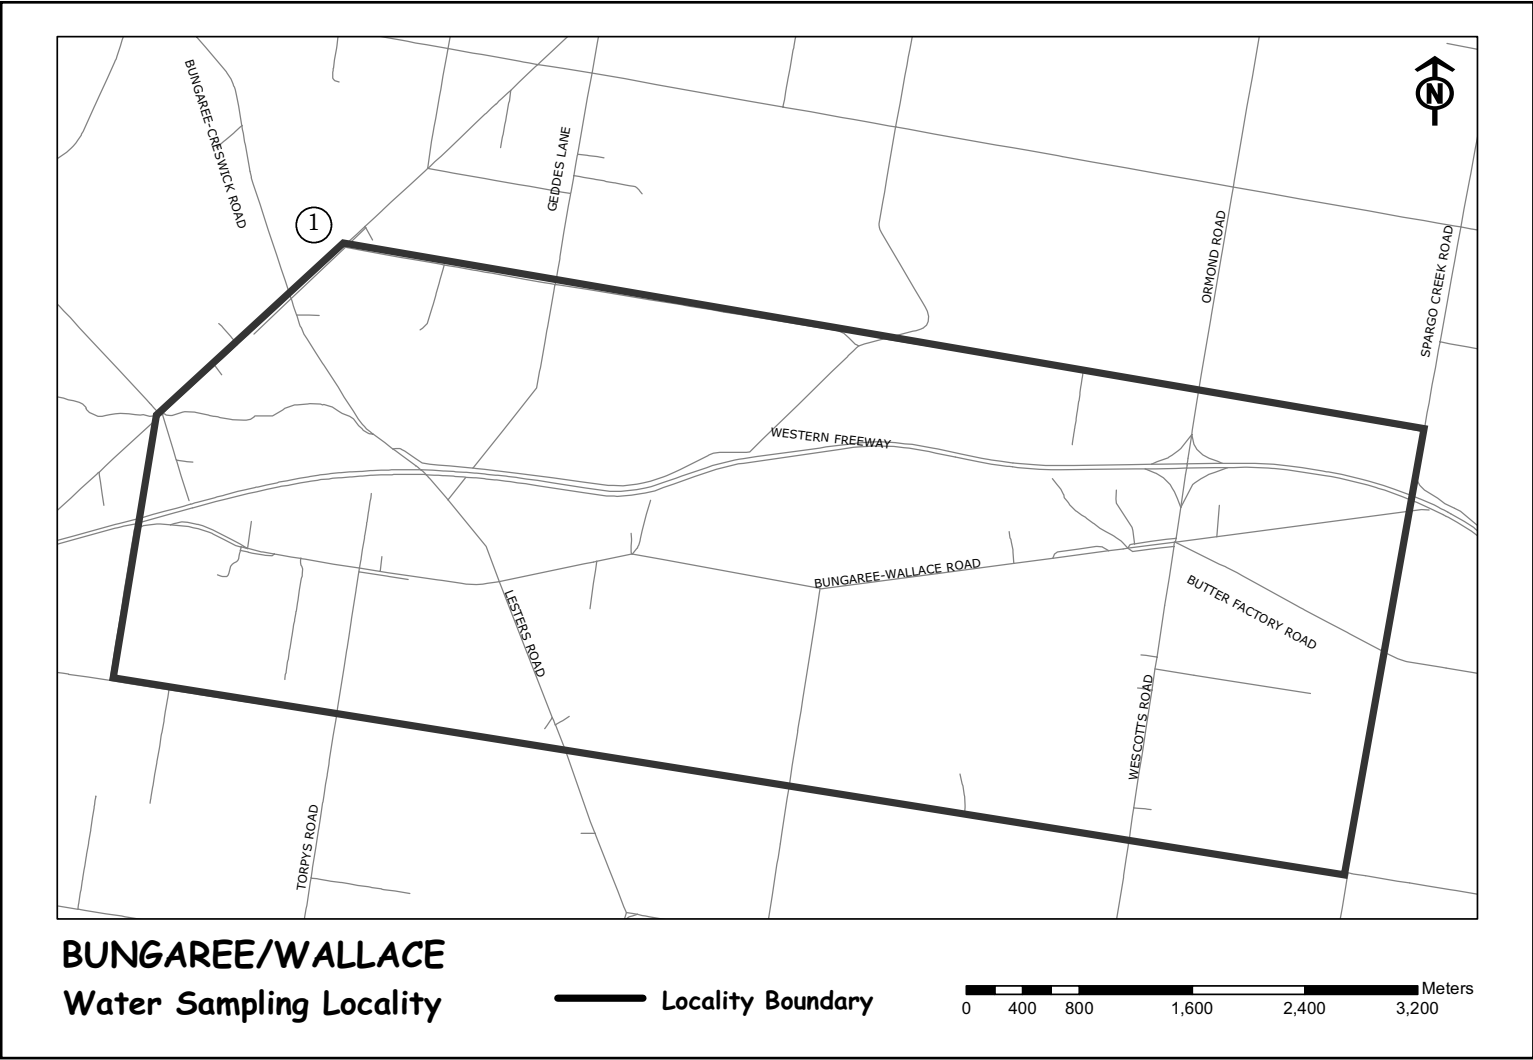 BUNGAREE-CRESWICK ROAD
N
GEDDES LANE
1
ORMOND ROAD
SPARGO CREEK ROAD
WESTERN FREEWAY
BUNGAREE-WALLACE ROAD
BUTTER FACTORY ROAD
LESTERS ROAD
WESCOTTS ROAD
TORPYS ROAD
BUNGAREE/WALLACE
Water Sampling Locality
Locality Boundary
Meters
0 400 800 1,600 2,400 3,200